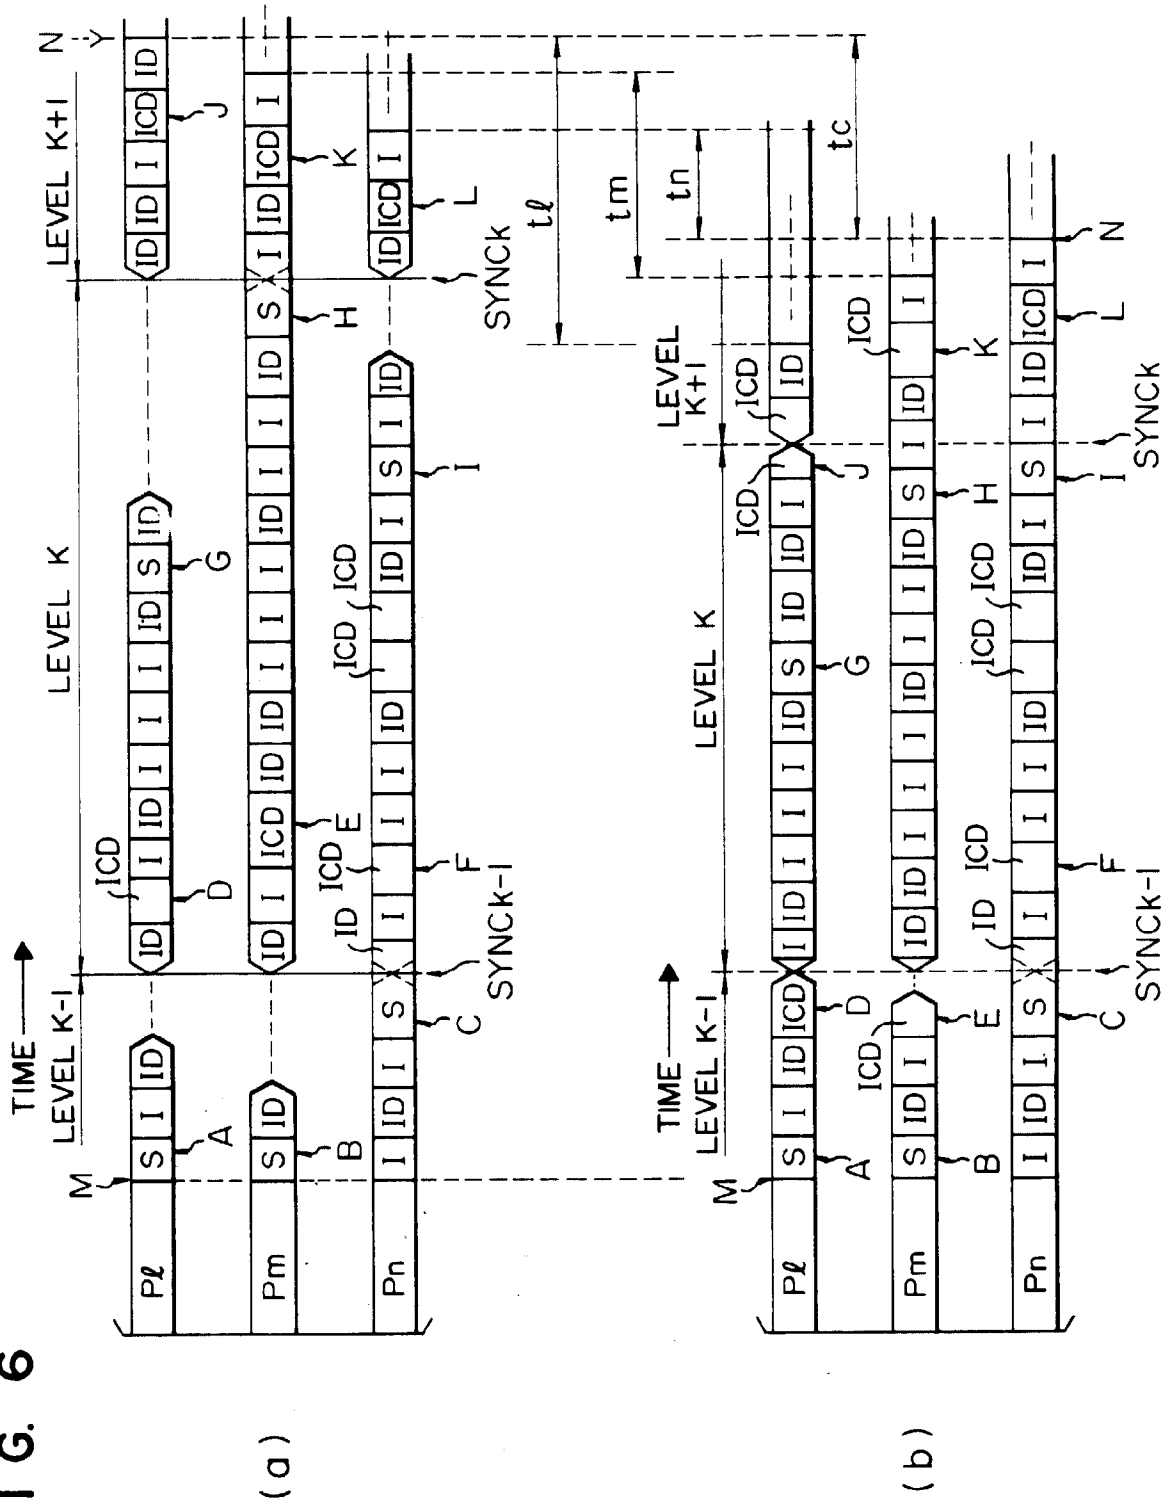 I G. 6
(a)
TIME
LEVEL K-1 LEVEL K LEVEL K+1 N
M ICD Y
Pℓ S I ID ID I ID I I I ID S ID ID ID I ICD ID
A D G J
Pm S ID ID I ICD ID ID I I I ID I I ID S I ID ICD I
B E H K
ID ICD ICD ICD
Pn I ID I S I I I ID ID I S I ID ID ICD I
C F I L
SYNCk-1 SYNCk
tℓ
tm
tn
tc
(b)
TIME
LEVEL K-1 LEVEL K LEVEL K+1
M ICD ICD
Pℓ S I ID ICD I ID I I I ID S ID ID I ID
A D G J
ICD ICD
Pm S ID I ID ID I I I ID I I ID S I ID I
B E H K
ID ICD ICD ICD
Pn I ID I S I I I ID ID I S I ID ICD I
C F I L N
SYNCk-1 SYNCk